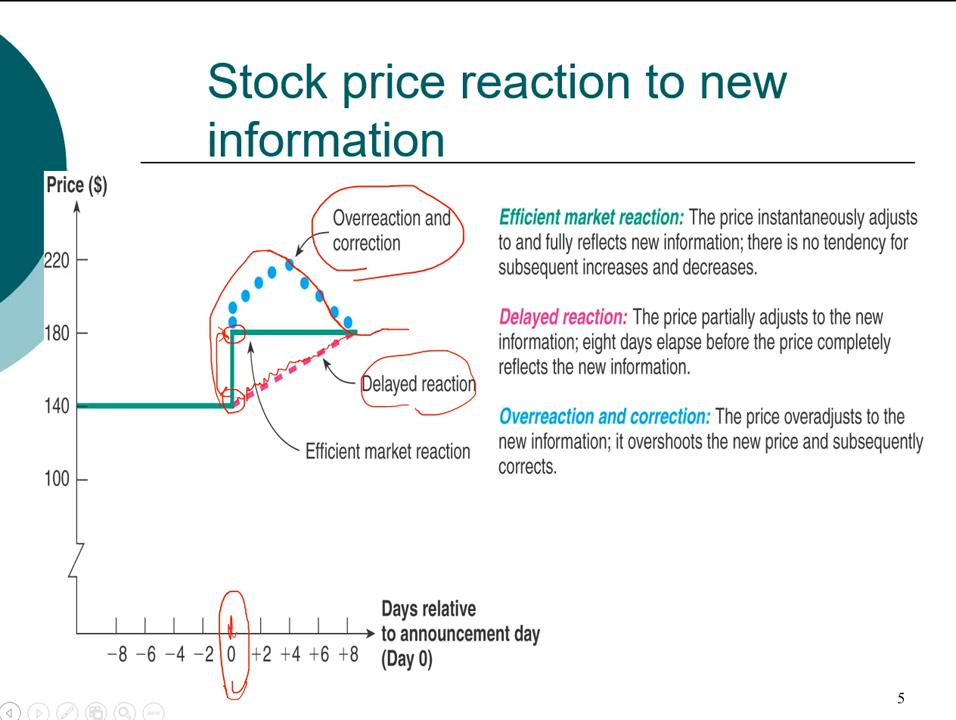 Stock price reaction to new
information
Price ($)
220
180
140
100
Overreaction and
correction
Delayed reaction
Efficient market reaction
Efficient market reaction: The price instantaneously adjusts
to and fully reflects new information; there is no tendency for
subsequent increases and decreases.
Delayed reaction: The price partially adjusts to the new
information; eight days elapse before the price completely
reflects the new information.
Overreaction and correction: The price overadjusts to the
new information; it overshoots the new price and subsequently
corrects.
−8 −6 −4 −2 0 +2 +4 +6 +8
Days relative
to announcement day
(Day 0)
5